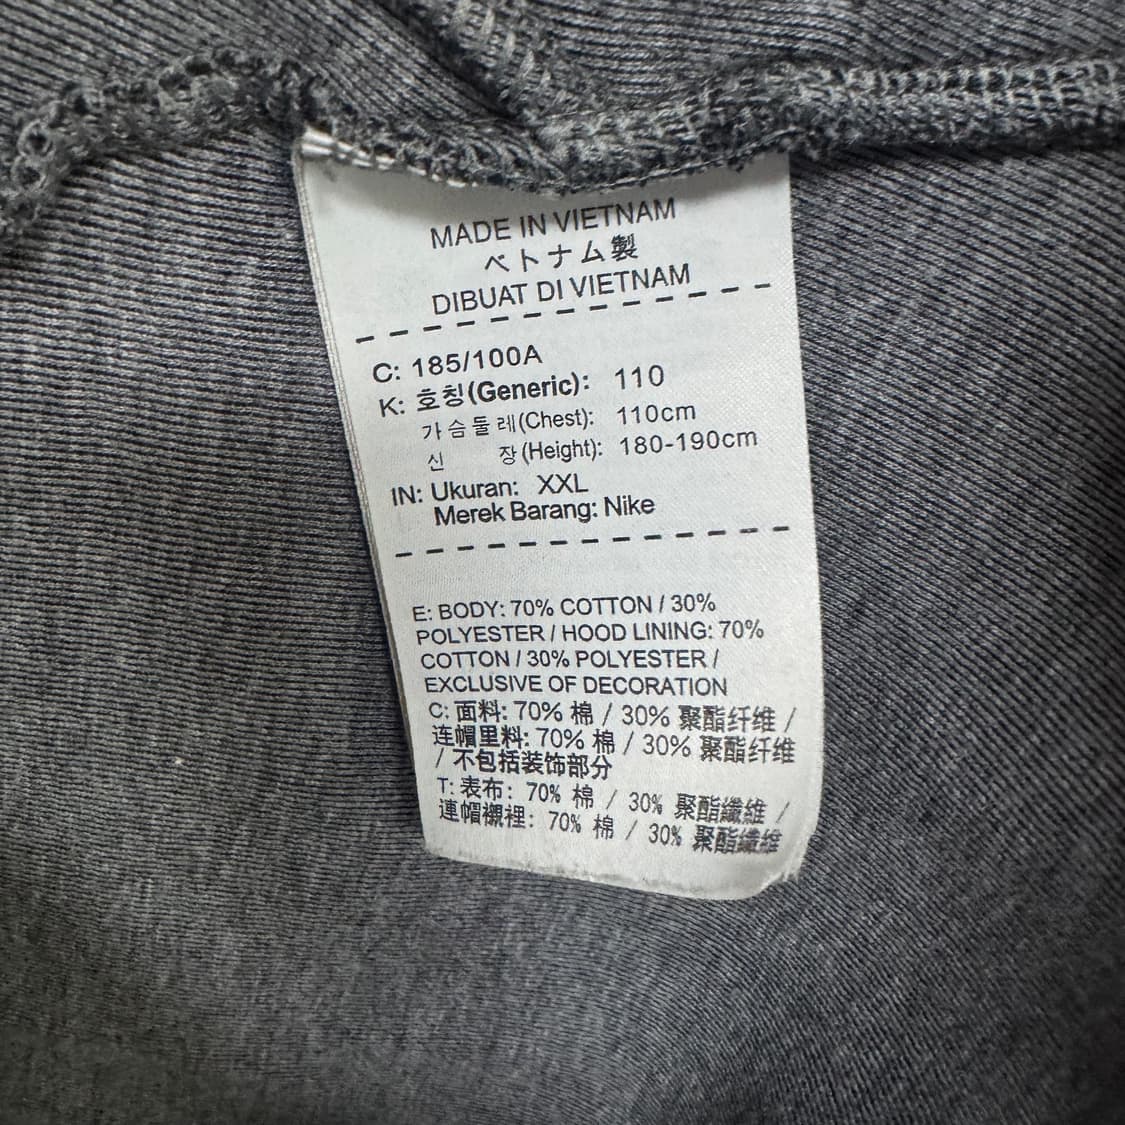 MADE IN VIETNAM
ベトナム製
DIBUAT DI VIETNAM
C: 185/100A
K: 호칭(Generic): 110
가슴둘레(Chest): 110cm
신 장(Height): 180-190cm
IN: Ukuran: XXL
Merek Barang: Nike
E: BODY: 70% COTTON / 30%
POLYESTER / HOOD LINING: 70%
COTTON / 30% POLYESTER /
EXCLUSIVE OF DECORATION
C: 面料: 70% 棉 / 30% 聚酯纤维 /
连帽里料: 70% 棉 / 30% 聚酯纤维
/ 不包括装饰部分
T: 表布: 70% 棉 / 30% 聚酯纖維 /
連帽襯裡: 70% 棉 / 30% 聚酯纖維